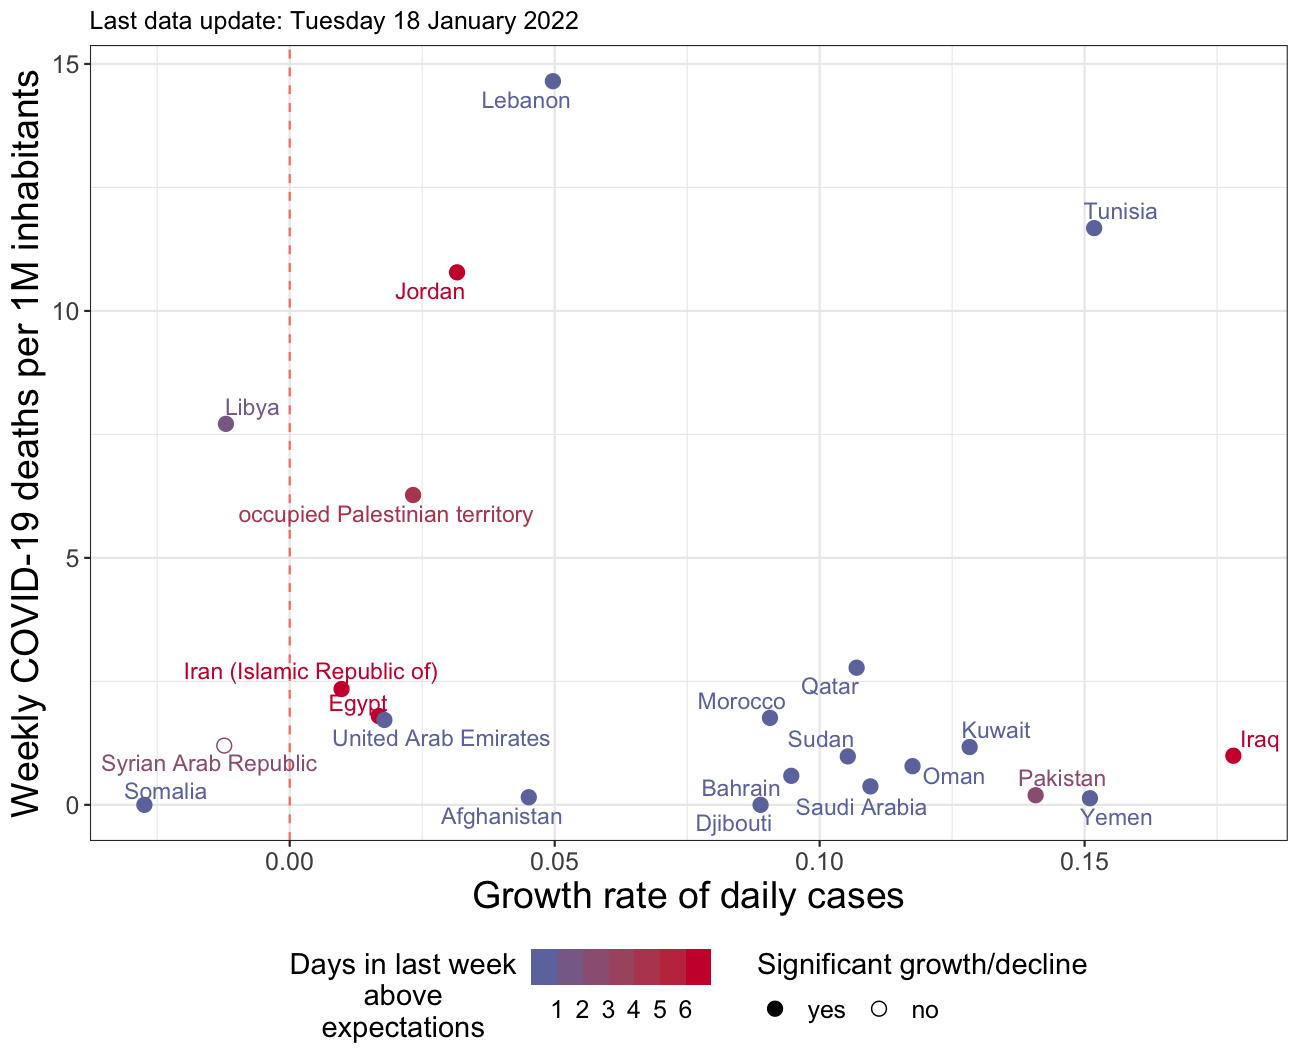 Last data update: Tuesday 18 January 2022
Weekly COVID-19 deaths per 1M inhabitants
15
10
5
0
Lebanon
Tunisia
Jordan
Libya
occupied Palestinian territory
Iran (Islamic Republic of)
Egypt
United Arab Emirates
Syrian Arab Republic
Somalia
Afghanistan
Qatar
Morocco
Sudan
Kuwait
Iraq
Bahrain
Oman
Pakistan
Saudi Arabia
Djibouti
Yemen
0.00 0.05 0.10 0.15
Growth rate of daily cases
Days in last week
above
expectations
1 2 3 4 5 6
Significant growth/decline
yes no